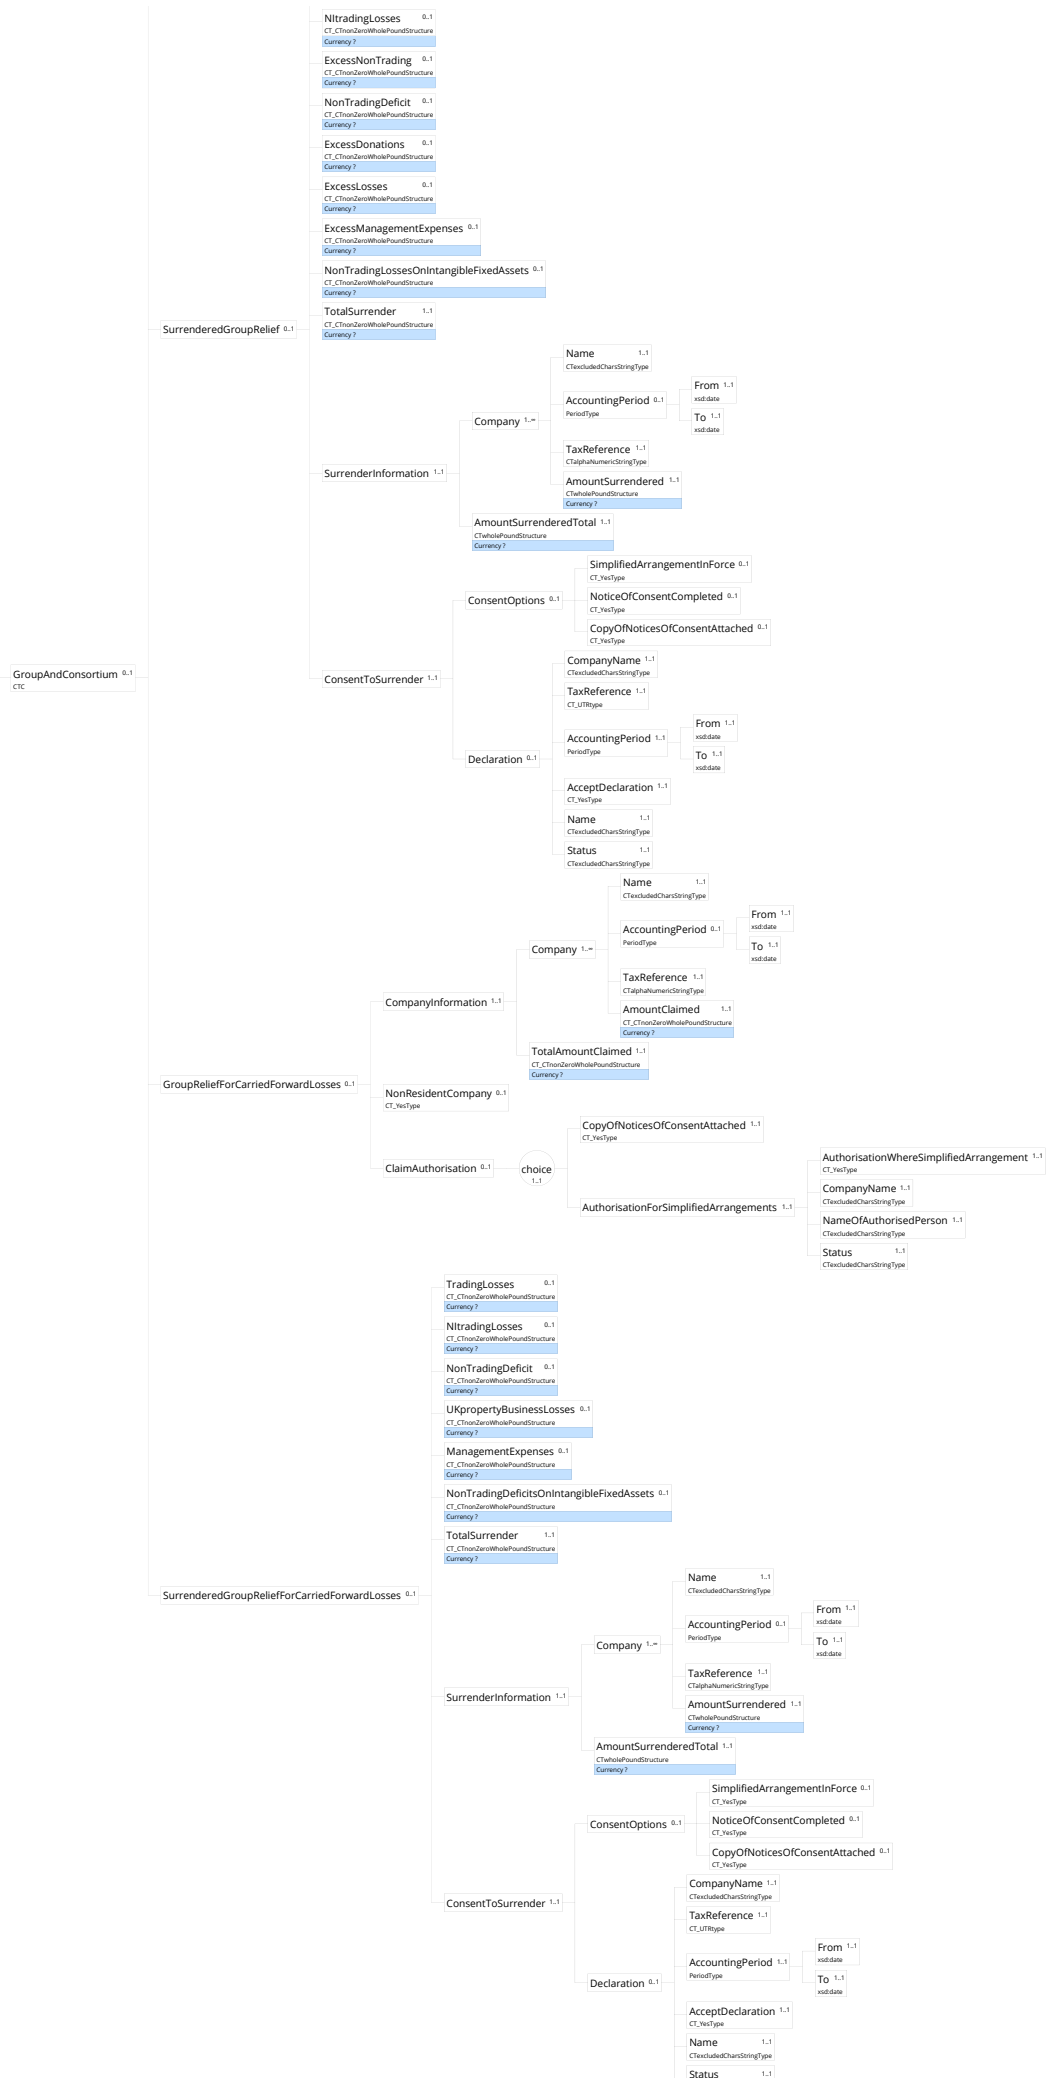 NItradingLosses 0..1
CT_CTnonZeroWholePoundStructure
Currency ?
ExcessNonTrading 0..1
CT_CTnonZeroWholePoundStructure
Currency ?
NonTradingDeficit 0..1
CT_CTnonZeroWholePoundStructure
Currency ?
ExcessDonations 0..1
CT_CTnonZeroWholePoundStructure
Currency ?
ExcessLosses 0..1
CT_CTnonZeroWholePoundStructure
Currency ?
ExcessManagementExpenses 0..1
CT_CTnonZeroWholePoundStructure
Currency ?
NonTradingLossesOnIntangibleFixedAssets 0..1
CT_CTnonZeroWholePoundStructure
Currency ?
TotalSurrender 1..1
CT_CTnonZeroWholePoundStructure
Currency ?
SurrenderedGroupRelief 0..1
Name 1..1
CTexcludedCharsStringType
AccountingPeriod 0..1
PeriodType
From 1..1
xsd:date
To 1..1
xsd:date
Company 1..∞
TaxReference 1..1
CTalphaNumericStringType
SurrenderInformation 1..1
AmountSurrendered 1..1
CTwholePoundStructure
Currency ?
AmountSurrenderedTotal 1..1
CTwholePoundStructure
Currency ?
SimplifiedArrangementInForce 0..1
CT_YesType
ConsentOptions 0..1
NoticeOfConsentCompleted 0..1
CT_YesType
CopyOfNoticesOfConsentAttached 0..1
CT_YesType
GroupAndConsortium 0..1
CTC
ConsentToSurrender 1..1
CompanyName 1..1
CTexcludedCharsStringType
TaxReference 1..1
CT_UTRtype
AccountingPeriod 1..1
PeriodType
From 1..1
xsd:date
To 1..1
xsd:date
Declaration 0..1
AcceptDeclaration 1..1
CT_YesType
Name 1..1
CTexcludedCharsStringType
Status 1..1
CTexcludedCharsStringType
Name 1..1
CTexcludedCharsStringType
AccountingPeriod 0..1
PeriodType
From 1..1
xsd:date
To 1..1
xsd:date
Company 1..∞
TaxReference 1..1
CTalphaNumericStringType
CompanyInformation 1..1
AmountClaimed 1..1
CT_CTnonZeroWholePoundStructure
Currency ?
TotalAmountClaimed 1..1
CT_CTnonZeroWholePoundStructure
Currency ?
GroupReliefForCarriedForwardLosses 0..1
NonResidentCompany 0..1
CT_YesType
CopyOfNoticesOfConsentAttached 1..1
CT_YesType
ClaimAuthorisation 0..1
choice
1..1
AuthorisationWhereSimplifiedArrangement 1..1
CT_YesType
CompanyName 1..1
CTexcludedCharsStringType
AuthorisationForSimplifiedArrangements 1..1
NameOfAuthorisedPerson 1..1
CTexcludedCharsStringType
Status 1..1
CTexcludedCharsStringType
TradingLosses 0..1
CT_CTnonZeroWholePoundStructure
Currency ?
NItradingLosses 0..1
CT_CTnonZeroWholePoundStructure
Currency ?
NonTradingDeficit 0..1
CT_CTnonZeroWholePoundStructure
Currency ?
UKpropertyBusinessLosses 0..1
CT_CTnonZeroWholePoundStructure
Currency ?
ManagementExpenses 0..1
CT_CTnonZeroWholePoundStructure
Currency ?
NonTradingDeficitsOnIntangibleFixedAssets 0..1
CT_CTnonZeroWholePoundStructure
Currency ?
TotalSurrender 1..1
CT_CTnonZeroWholePoundStructure
Currency ?
SurrenderedGroupReliefForCarriedForwardLosses 0..1
Name 1..1
CTexcludedCharsStringType
AccountingPeriod 0..1
PeriodType
From 1..1
xsd:date
To 1..1
xsd:date
Company 1..∞
TaxReference 1..1
CTalphaNumericStringType
SurrenderInformation 1..1
AmountSurrendered 1..1
CTwholePoundStructure
Currency ?
AmountSurrenderedTotal 1..1
CTwholePoundStructure
Currency ?
SimplifiedArrangementInForce 0..1
CT_YesType
ConsentOptions 0..1
NoticeOfConsentCompleted 0..1
CT_YesType
CopyOfNoticesOfConsentAttached 0..1
CT_YesType
ConsentToSurrender 1..1
CompanyName 1..1
CTexcludedCharsStringType
TaxReference 1..1
CT_UTRtype
AccountingPeriod 1..1
PeriodType
From 1..1
xsd:date
To 1..1
xsd:date
Declaration 0..1
AcceptDeclaration 1..1
CT_YesType
Name 1..1
CTexcludedCharsStringType
Status 1..1